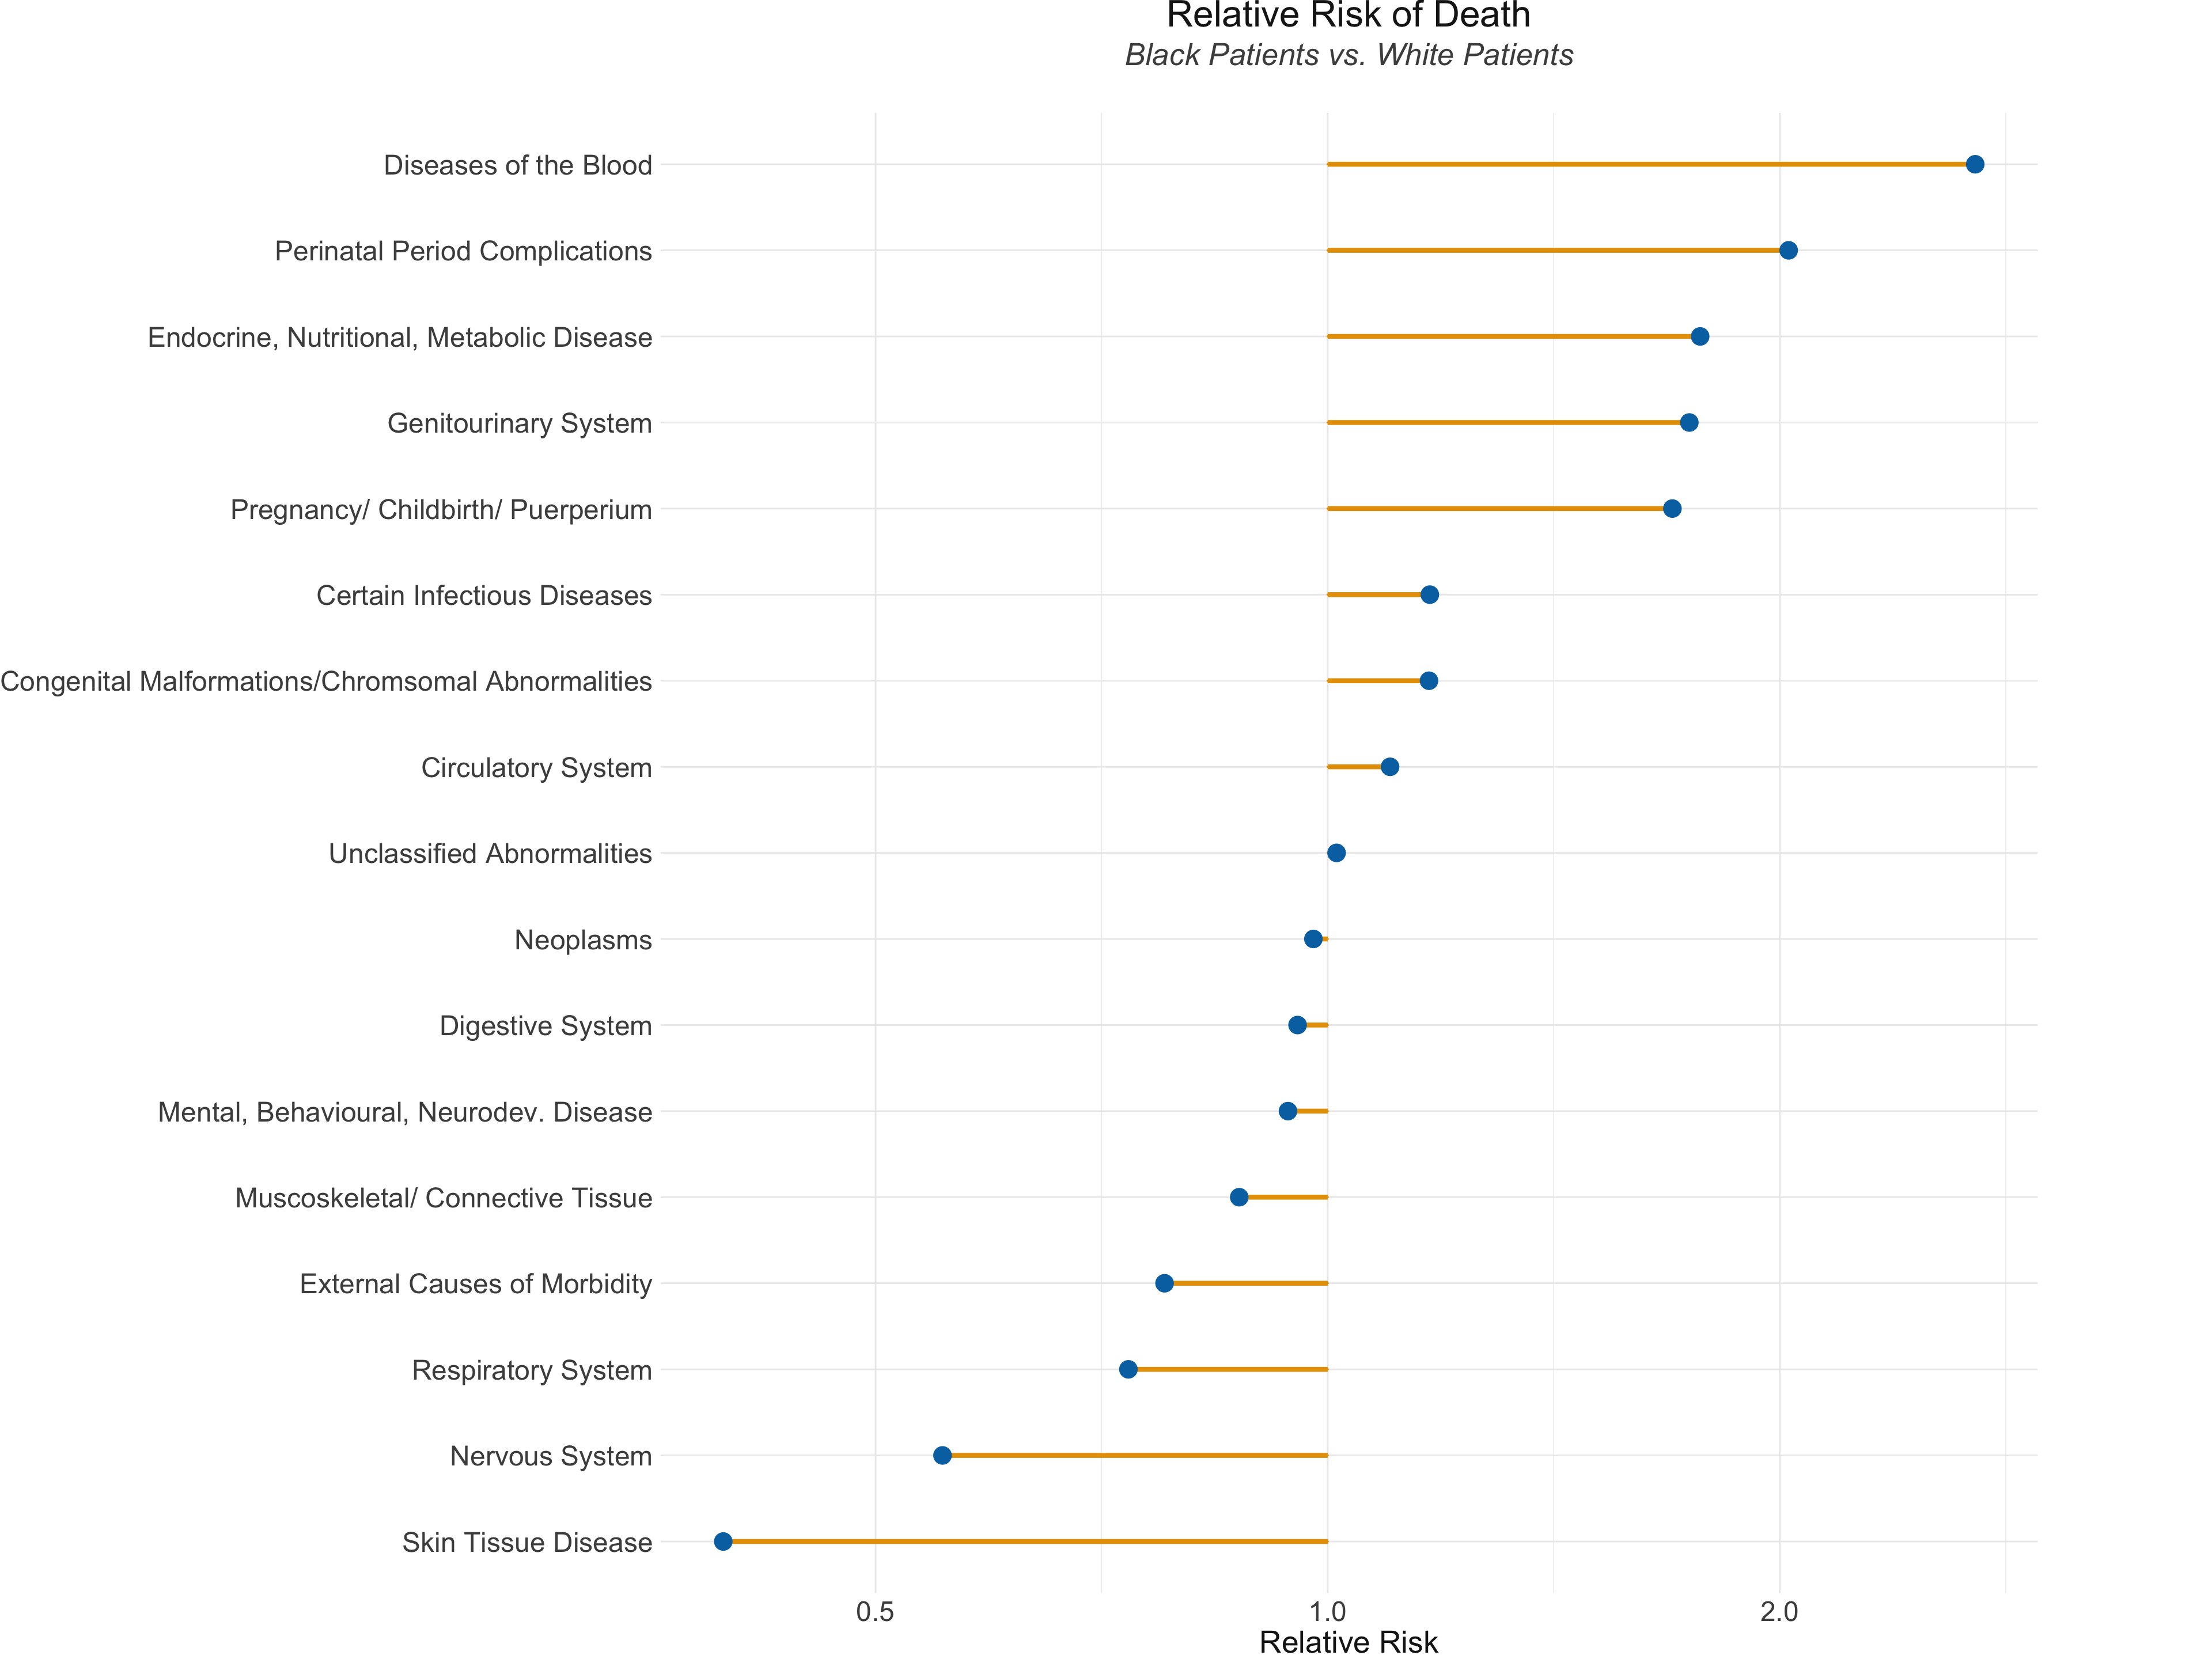 Relative Risk of Death
Black Patients vs. White Patients
Diseases of the Blood
Perinatal Period Complications
Endocrine, Nutritional, Metabolic Disease
Genitourinary System
Pregnancy/ Childbirth/ Puerperium
Certain Infectious Diseases
Congenital Malformations/Chromsomal Abnormalities
Circulatory System
Unclassified Abnormalities
Neoplasms
Digestive System
Mental, Behavioural, Neurodev. Disease
Muscoskeletal/ Connective Tissue
External Causes of Morbidity
Respiratory System
Nervous System
Skin Tissue Disease
0.5 1.0 2.0
Relative Risk